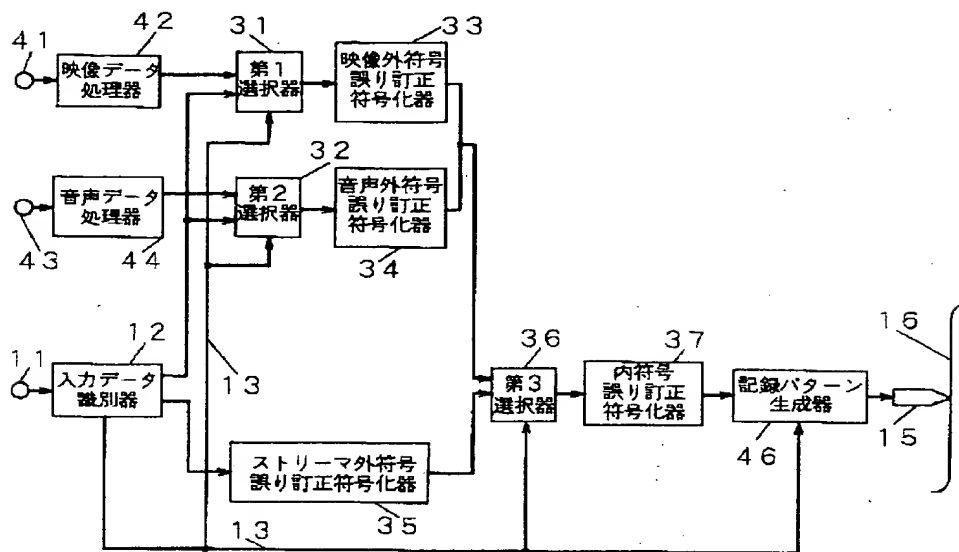 41
42
映像データ
処理器
31
第1
選択器
33
映像外符号
誤り訂正
符号化器
43
音声データ
処理器
44
32
第2
選択器
音声外符号
誤り訂正
符号化器
34
11
12
入力データ
識別器
13
ストリーマ外符号
誤り訂正符号化器
35
13
36
第3
選択器
37
内符号
誤り訂正
符号化器
記録パターン
生成器
46
15
16